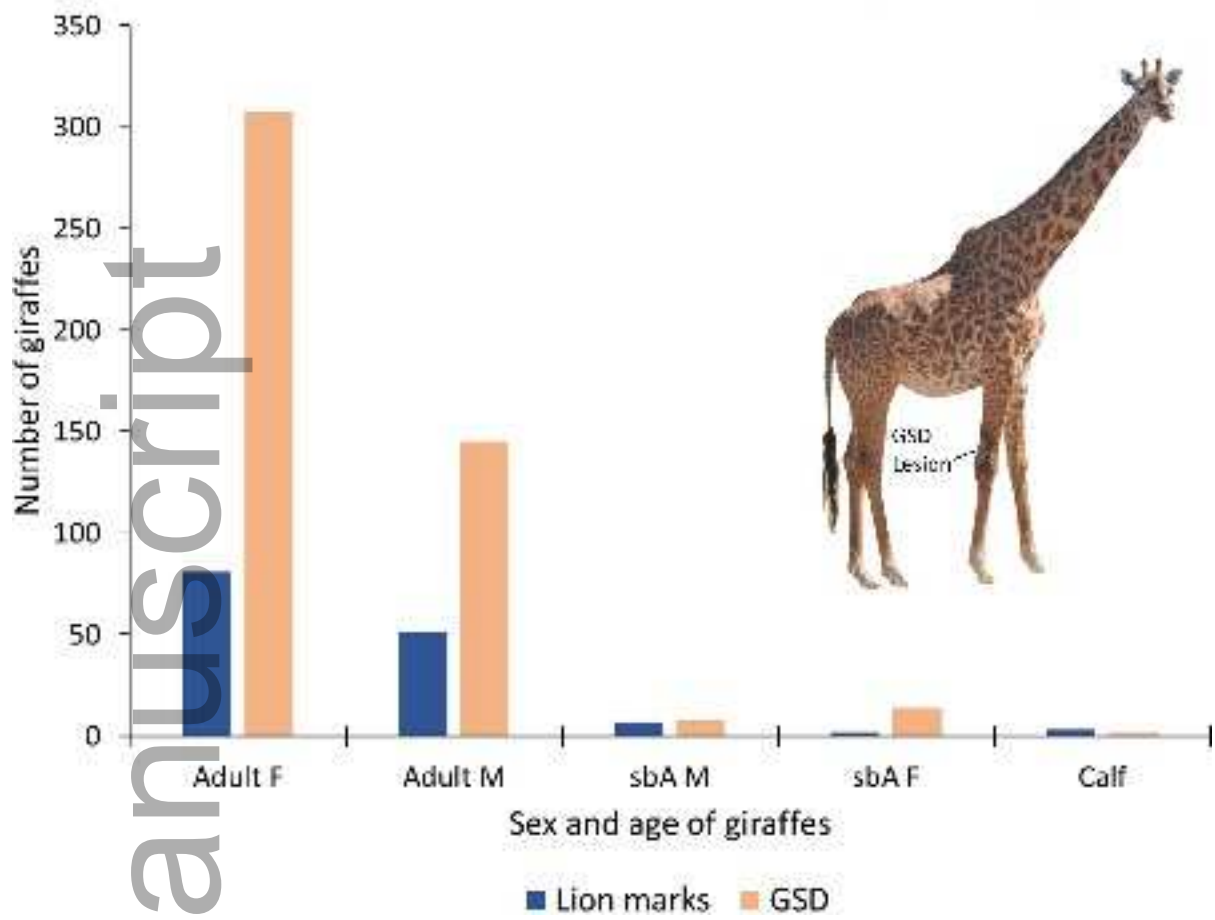 350
300
250
200
150
100
50
0
Number of giraffes
anuscript
GSD
Lesion
Adult F
Adult M
sbA M
sbA F
Calf
Sex and age of giraffes
Lion marks
GSD